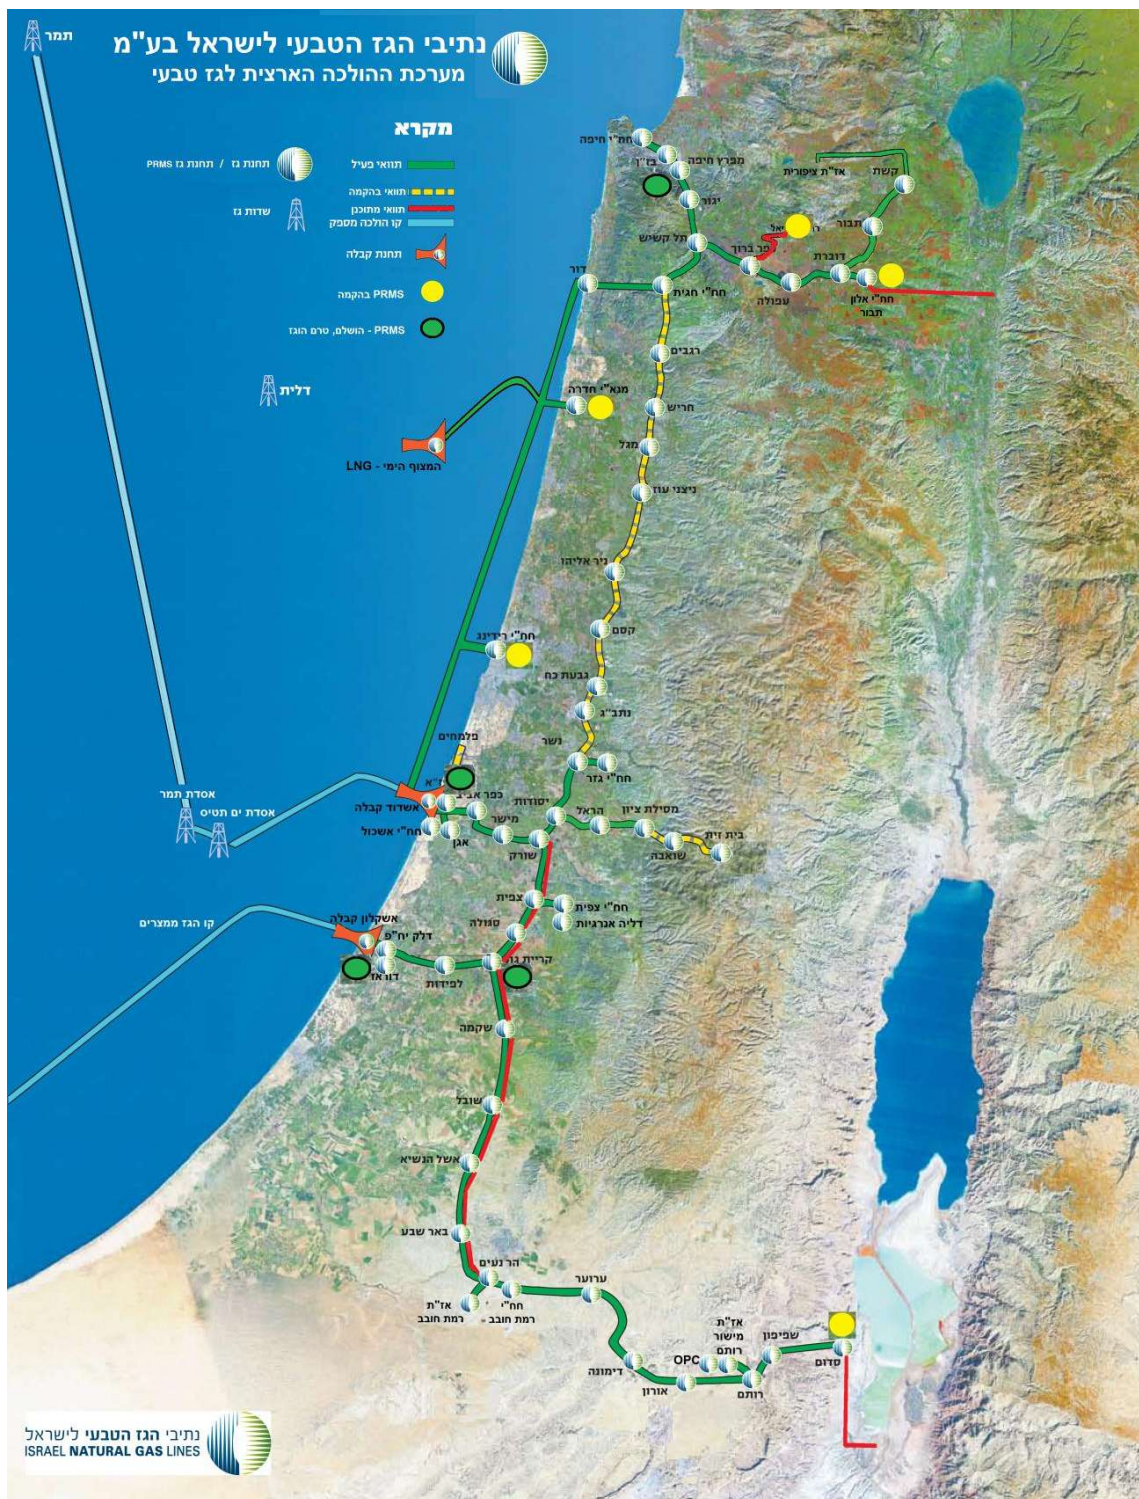 נתיבי הגז הטבעי לישראל בע"מ
מערכת ההולכה הארצית לגז טבעי
תמר
מקרא
תוואי פעיל
תוואי בהקמה
תוואי מתוכנן
קו הולכה מספק
תחנת גז / תחנת גז PRMS
שדות גז
תחנת קבלה
PRMS בהקמה
PRMS - הושלם, טרם הוגז
דלית
המצוף הימי - LNG
חח"י חיפה
בז"ן
מפרץ חיפה
יגור
תל קשיש
אז"ת ציפורית
קשת
תבור
דוברת
עפולה
חח"י אלון
תבור
דור
חח"י חגית
רגבים
מגא"י חדרה
חריש
מגל
ניצני עוז
ניר אליהו
קסם
חח"י רידינג
גבעת כח
נתב"ג
נשר
חח"י גזר
פלמחים
כפר אביב
אשדוד קבלה
חח"י אשכול
אגן
מישר
שורק
יסודות
הראל
מסילת ציון
שואבה
בית זית
אסדת תמר
אסדת ים תטיס
קו הגז ממצרים
אשקלון קבלה
דלק יח"פ
דוראד
לפידות
צפית
חח"י צפית
דליה אנרגיות
סגולה
קריית גת
שקמה
שובל
אשל הנשיא
באר שבע
הר נעים
אז"ת
רמת חובב
חח"י
רמת חובב -
ערוער
דימונה
אורון
OPC
אז"ת
מישור
רותם
רותם
שפיפון
סדום
נתיבי הגז הטבעי לישראל
ISRAEL NATURAL GAS LINES